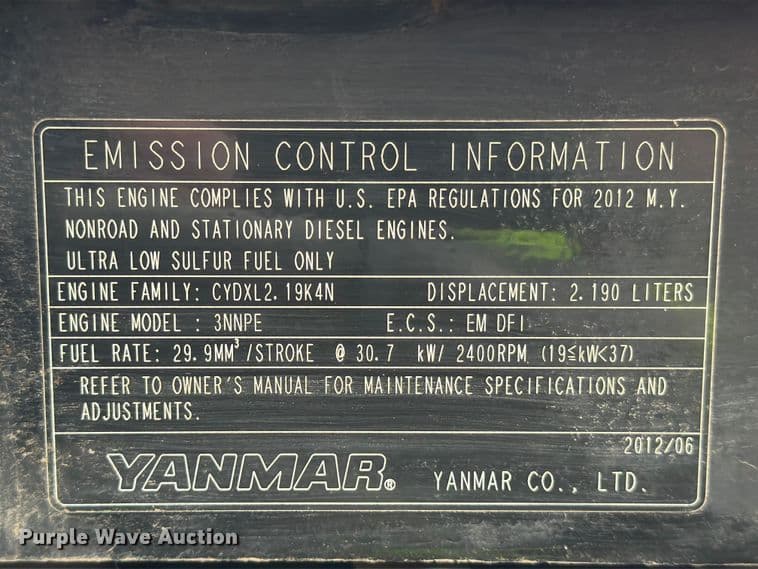 EMISSION CONTROL INFORMATION
THIS ENGINE COMPLIES WITH U.S. EPA REGULATIONS FOR 2012 M.Y.
NONROAD AND STATIONARY DIESEL ENGINES.
ULTRA LOW SULFUR FUEL ONLY
ENGINE FAMILY: CYDXL2.19K4N DISPLACEMENT: 2.190 LITERS
ENGINE MODEL : 3NNPE E.C.S.: EM DFI
FUEL RATE: 29.9MM³/STROKE @ 30.7 kW/ 2400RPM (19≤kW<37)
REFER TO OWNER'S MANUAL FOR MAINTENANCE SPECIFICATIONS AND
ADJUSTMENTS.
2012/06
YANMAR® YANMAR CO., LTD.
Purple Wave Auction